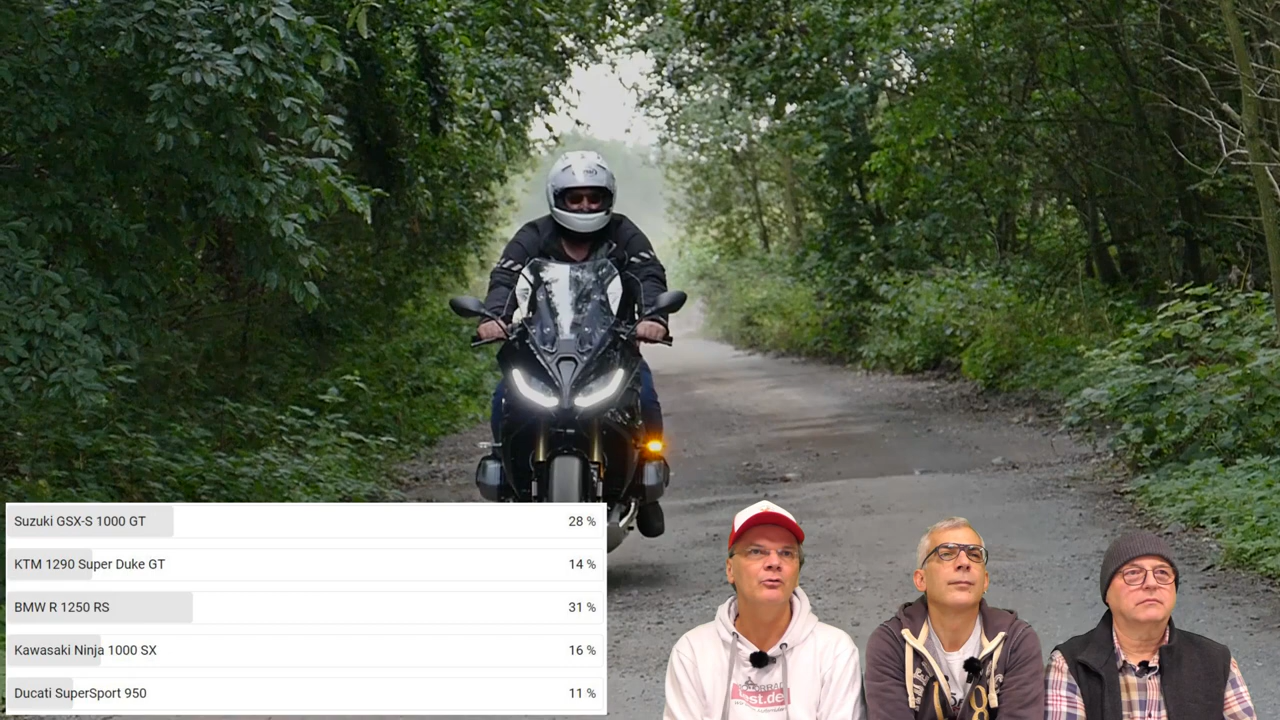 Suzuki GSX-S 1000 GT 28 %
KTM 1290 Super Duke GT 14 %
BMW R 1250 RS 31 %
Kawasaki Ninja 1000 SX 16 %
Ducati SuperSport 950 11 %